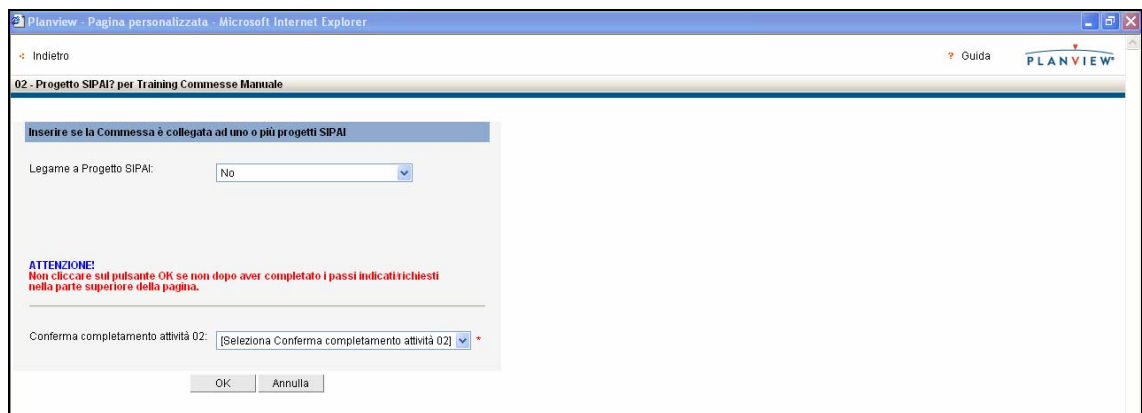 Planview - Pagina personalizzata - Microsoft Internet Explorer
< Indietro
? Guida
PLANVIEW®
02 - Progetto SIPAI? per Training Commesse Manuale
Inserire se la Commessa è collegata ad uno o più progetti SIPAI
Legame a Progetto SIPAI:
No
ATTENZIONE!
Non cliccare sul pulsante OK se non dopo aver completato i passi indicati/richiesti
nella parte superiore della pagina.
Conferma completamento attività 02:
[Seleziona Conferma completamento attività 02]
*
OK
Annulla